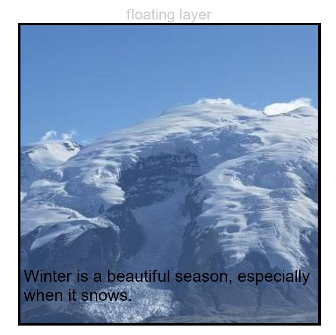 floating layer
Winter is a beautiful season, especially
when it snows.